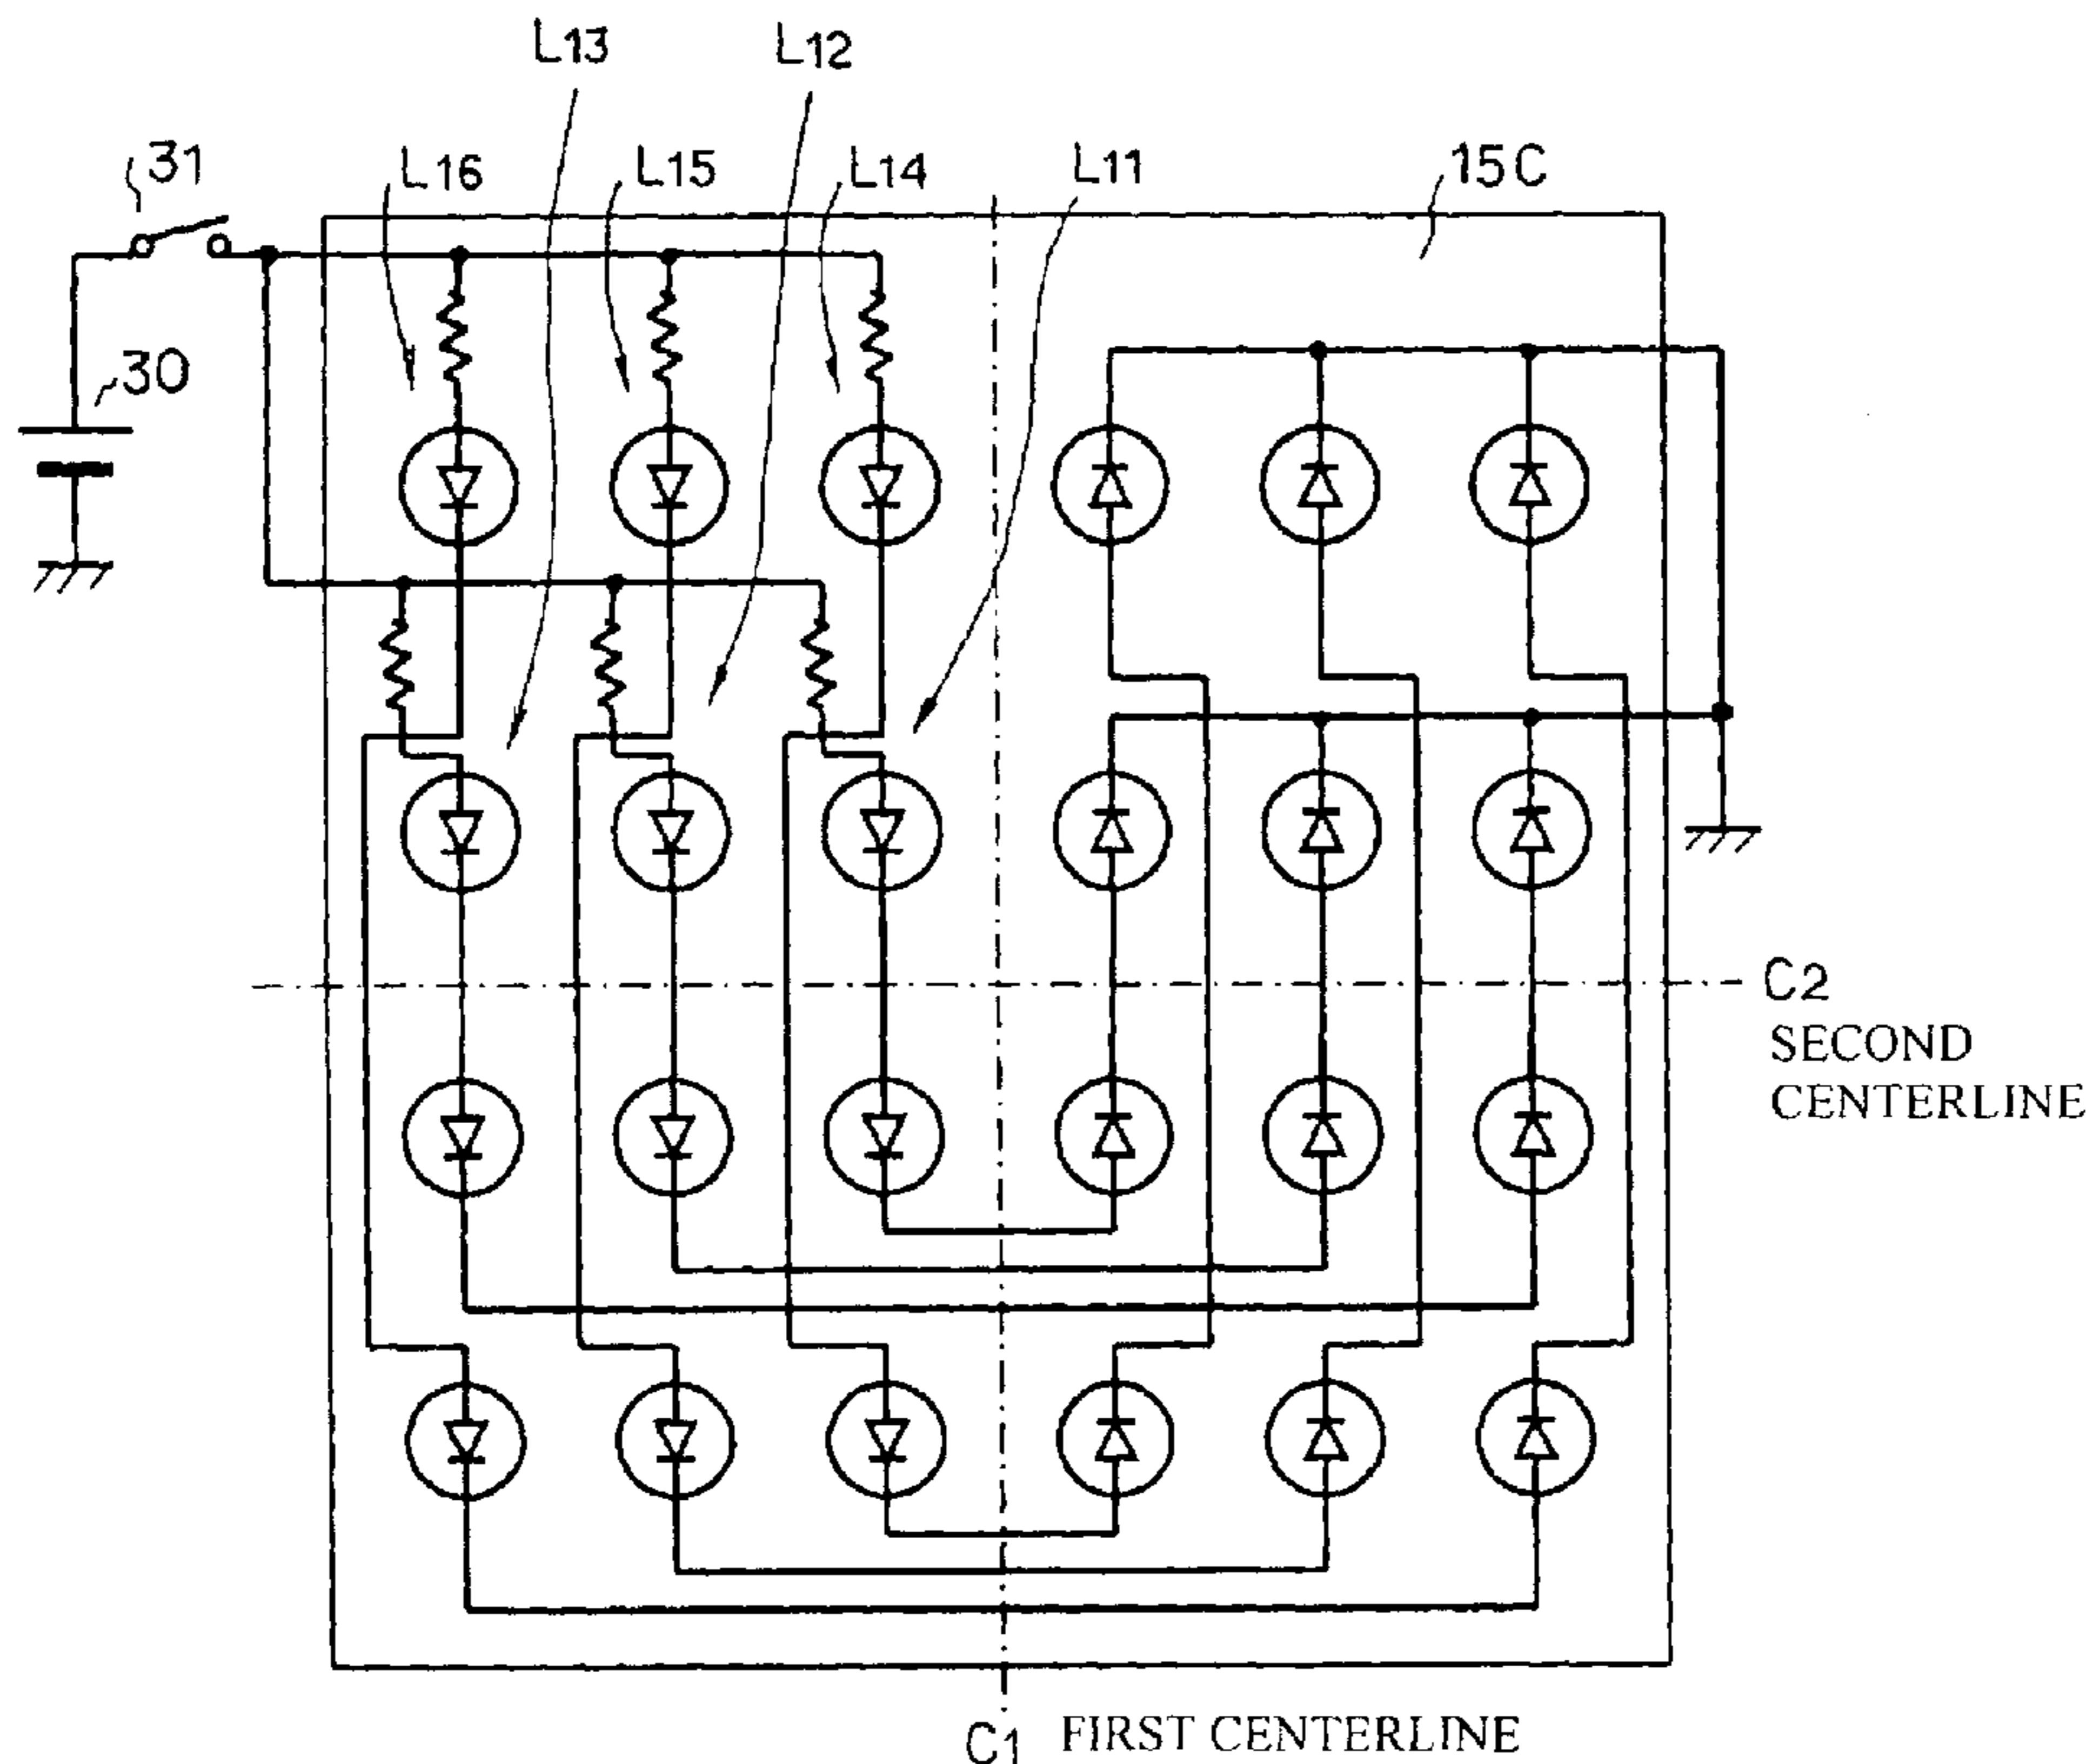 L13 L12
31 L16 L15 L14 L11 15C
30
C2
SECOND
CENTERLINE
C1 FIRST CENTERLINE